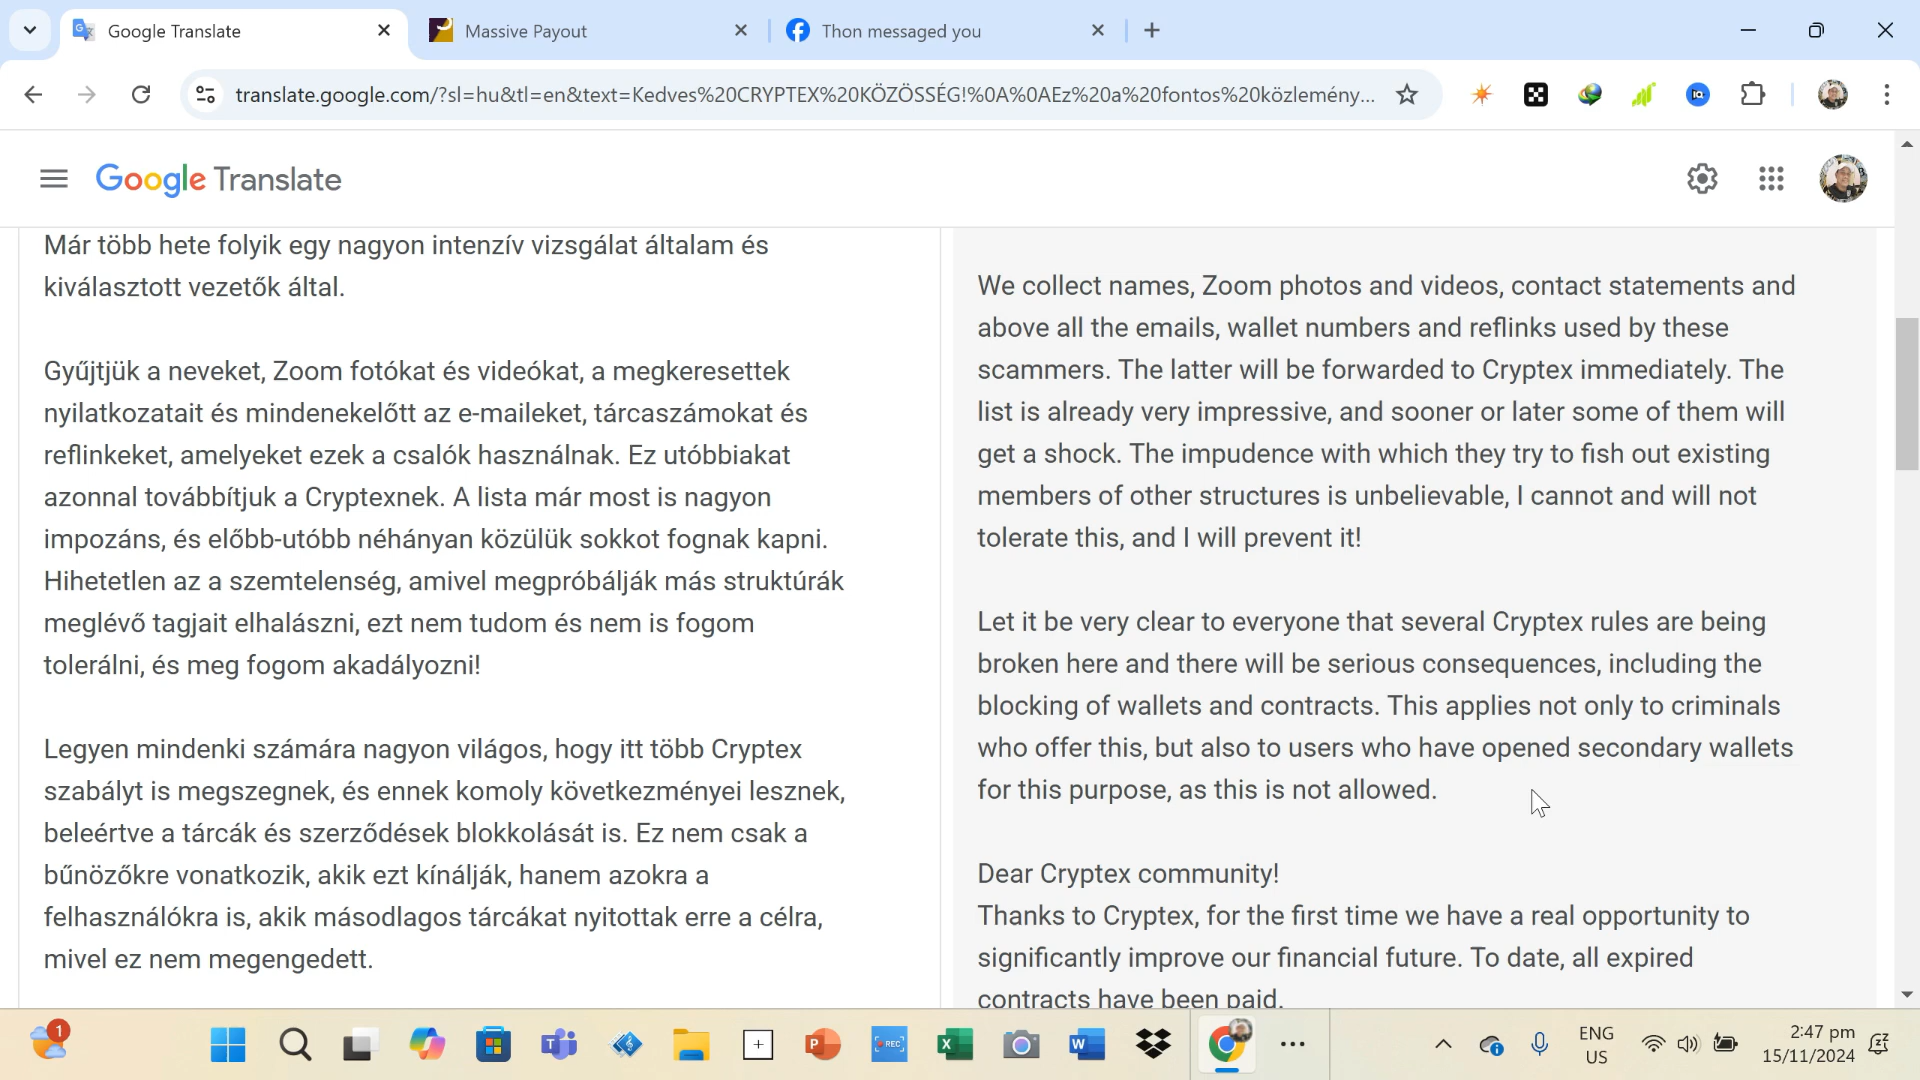 Google Translate
Massive Payout
Thon messaged you
translate.google.com/?sl=hu&tl=en&text=Kedves%20CRYPTEX%20KÖZÖSSÉG!%0A%0AEz%20a%20fontos%20közlemény...
Google Translate
Már több hete folyik egy nagyon intenzív vizsgálat általam és
kiválasztott vezetők által.
Gyűjtjük a neveket, Zoom fotókat és videókat, a megkeresettek
nyilatkozatait és mindenekelőtt az e-maileket, tárcaszámokat és
reflinkeket, amelyeket ezek a csalók használnak. Ez utóbbiakat
azonnal továbbítjuk a Cryptexnek. A lista már most is nagyon
impozáns, és előbb-utóbb néhányan közülük sokkot fognak kapni.
Hihetetlen az a szemtelenség, amivel megpróbálják más struktúrák
meglévő tagjait elhalászni, ezt nem tudom és nem is fogom
tolerálni, és meg fogom akadályozni!
Legyen mindenki számára nagyon világos, hogy itt több Cryptex
szabályt is megszegnek, és ennek komoly következményei lesznek,
beleértve a tárcák és szerződések blokkolását is. Ez nem csak a
bűnözőkre vonatkozik, akik ezt kínálják, hanem azokra a
felhasználókra is, akik másodlagos tárcákat nyitottak erre a célra,
mivel ez nem megengedett.
We collect names, Zoom photos and videos, contact statements and
above all the emails, wallet numbers and reflinks used by these
scammers. The latter will be forwarded to Cryptex immediately. The
list is already very impressive, and sooner or later some of them will
get a shock. The impudence with which they try to fish out existing
members of other structures is unbelievable, I cannot and will not
tolerate this, and I will prevent it!
Let it be very clear to everyone that several Cryptex rules are being
broken here and there will be serious consequences, including the
blocking of wallets and contracts. This applies not only to criminals
who offer this, but also to users who have opened secondary wallets
for this purpose, as this is not allowed.
Dear Cryptex community!
Thanks to Cryptex, for the first time we have a real opportunity to
significantly improve our financial future. To date, all expired
contracts have been paid.
1
REC
ENG
US
2:47 pm
15/11/2024